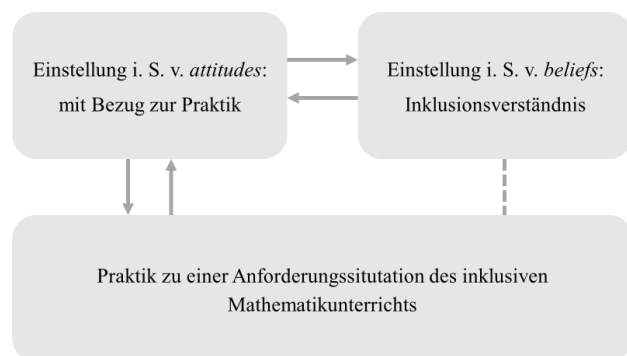 Einstellung i. S. v. attitudes:
mit Bezug zur Praktik
Einstellung i. S. v. beliefs:
Inklusionsverständnis
Praktik zu einer Anforderungssitutation des inklusiven
Mathematikunterrichts